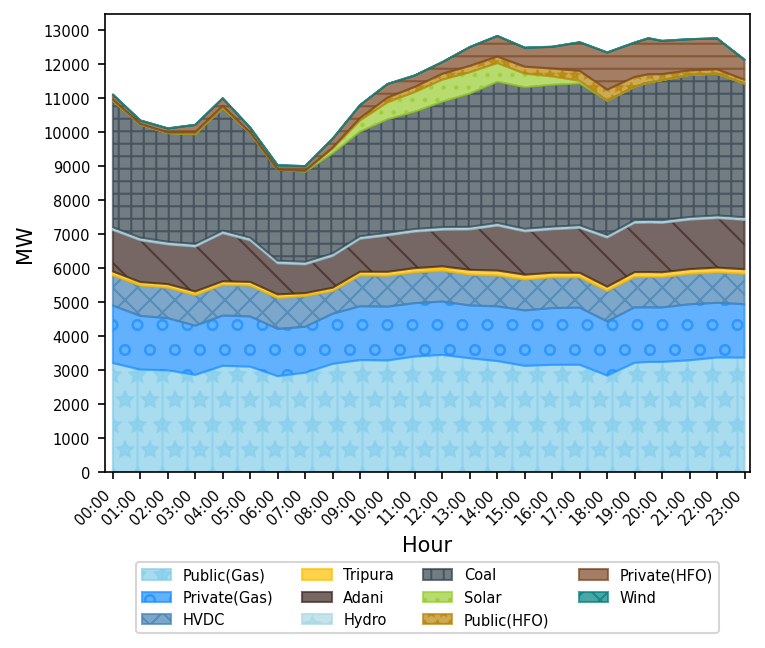 13000
12000
11000
10000
9000
8000
7000
6000
5000
4000
3000
2000
1000
0
MW
00:00 01:00 02:00 03:00 04:00 05:00 06:00 07:00 08:00 09:00 10:00 11:00 12:00 13:00 14:00 15:00 16:00 17:00 18:00 19:00 20:00 21:00 22:00 23:00
Hour
Public(Gas) Tripura Coal Private(HFO)
Private(Gas) Adani Solar Wind
HVDC Hydro Public(HFO)